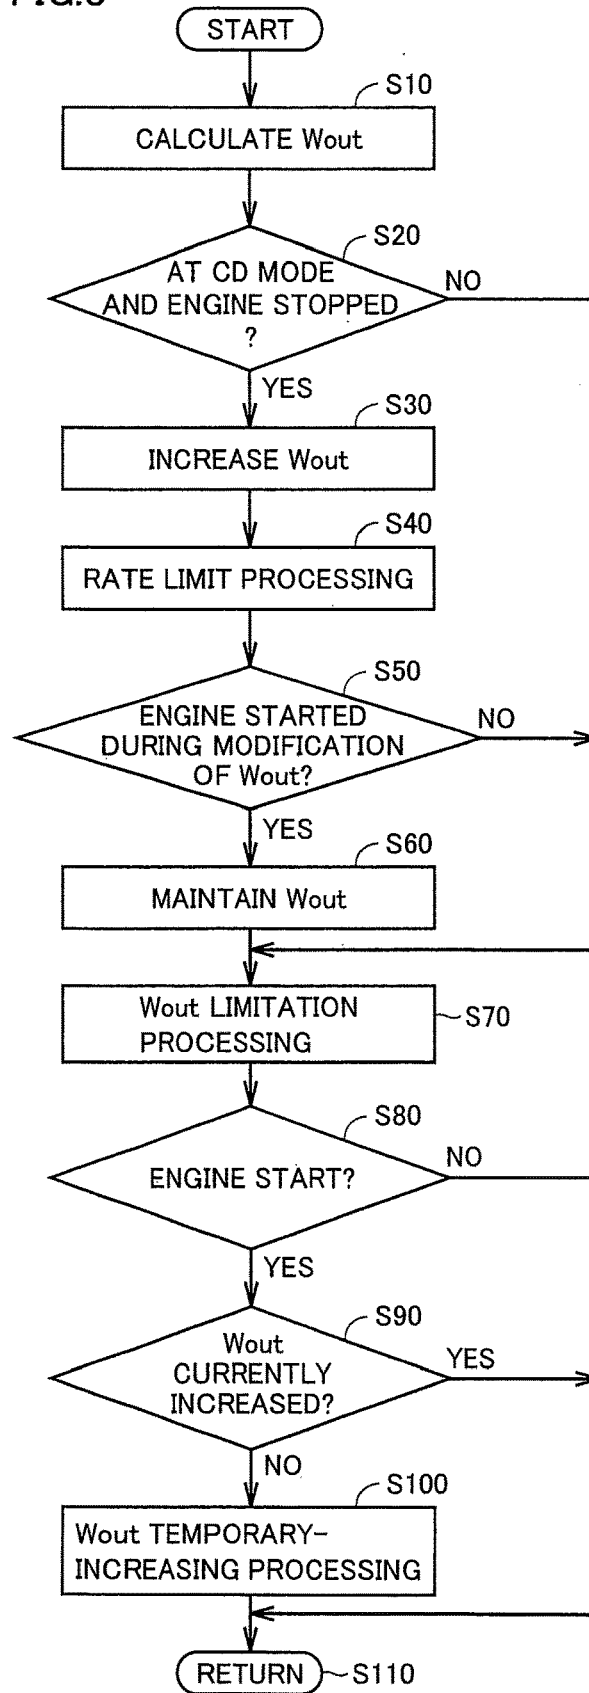 START
S10
CALCULATE Wout
S20
AT CD MODE
AND ENGINE STOPPED
?
NO
YES
S30
INCREASE Wout
S40
RATE LIMIT PROCESSING
S50
ENGINE STARTED
DURING MODIFICATION
OF Wout?
NO
YES
S60
MAINTAIN Wout
Wout LIMITATION
PROCESSING
S70
S80
ENGINE START?
NO
YES
S90
Wout
CURRENTLY
INCREASED?
YES
NO
S100
Wout TEMPORARY-
INCREASING PROCESSING
RETURN
S110